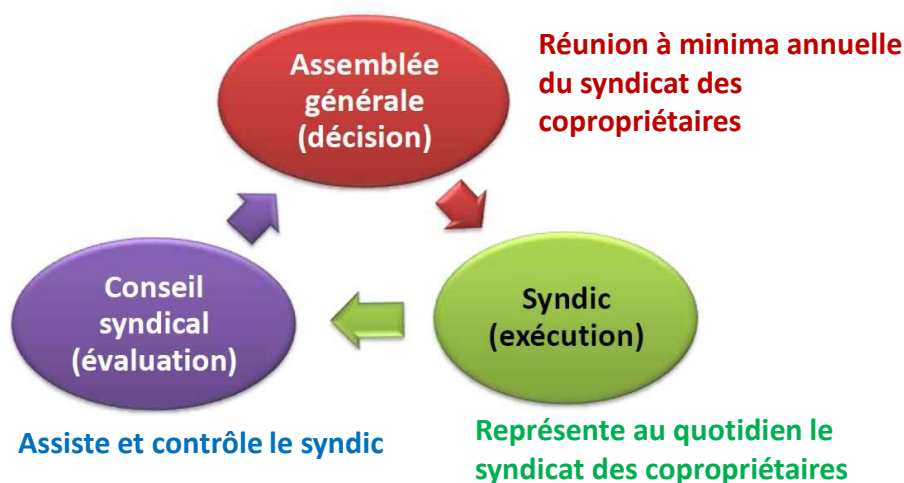 Assemblée
générale
(décision)
Réunion à minima annuelle
du syndicat des
copropriétaires
Conseil
syndical
(évaluation)
Syndic
(exécution)
Assiste et contrôle le syndic
Représente au quotidien le
syndicat des copropriétaires